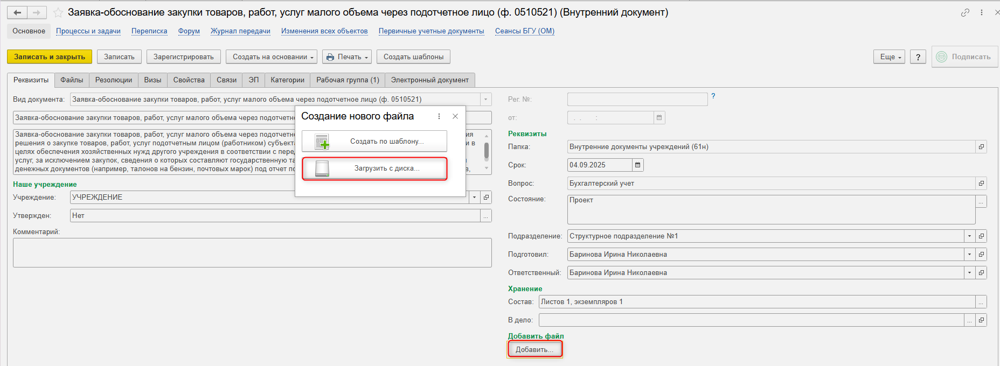 Заявка-обоснование закупки товаров, работ, услуг малого объема через подотчетное лицо (ф. 0510521) (Внутренний документ)
Основное Процессы и задачи Переписка Форум Журнал передачи Изменения всех объектов Первичные учетные документы Сеансы БГУ (ОМ)
Записать и закрыть Записать Зарегистрировать Создать на основании Печать Создать шаблоны Еще ? Подписать
Реквизиты Файлы Резолюции Визы Свойства Связи ЭП Категории Рабочая группа (1) Электронный документ
Вид документа: Заявка-обоснование закупки товаров, работ, услуг малого объема через подотчетное лицо (ф. 0510521)
Заявка-обоснование закупки товаров, работ, услуг малого объема через подотчетно
Заявка-обоснование закупки товаров, работ, услуг малого объема через подотчетно ия
решения о закупке товаров, работ, услуг подотчетным лицом (работником) субъект и в
целях обеспечения хозяйственных нужд другого учреждения в соответствии с перед
услуг, за исключением закупок, сведения о которых составляют государственную та
денежных документов (например, талонов на бензин, почтовых марок) под отчет по в,
Наше учреждение
Учреждение: УЧРЕЖДЕНИЕ
Утвержден: Нет ...
Комментарий:
Создание нового файла
Создать по шаблону...
Загрузить с диска...
Рег. №: ?
от: . . :
Реквизиты
Папка: Внутренние документы учреждений (61н)
Срок: 04.09.2025
Вопрос: Бухгалтерский учет
Состояние: Проект ...
Подразделение: Структурное подразделение №1
Подготовил: Баринова Ирина Николаевна
Ответственный: Баринова Ирина Николаевна
Хранение
Состав: Листов 1, экземпляров 1 ...
В дело: ...
Добавить файл
Добавить...